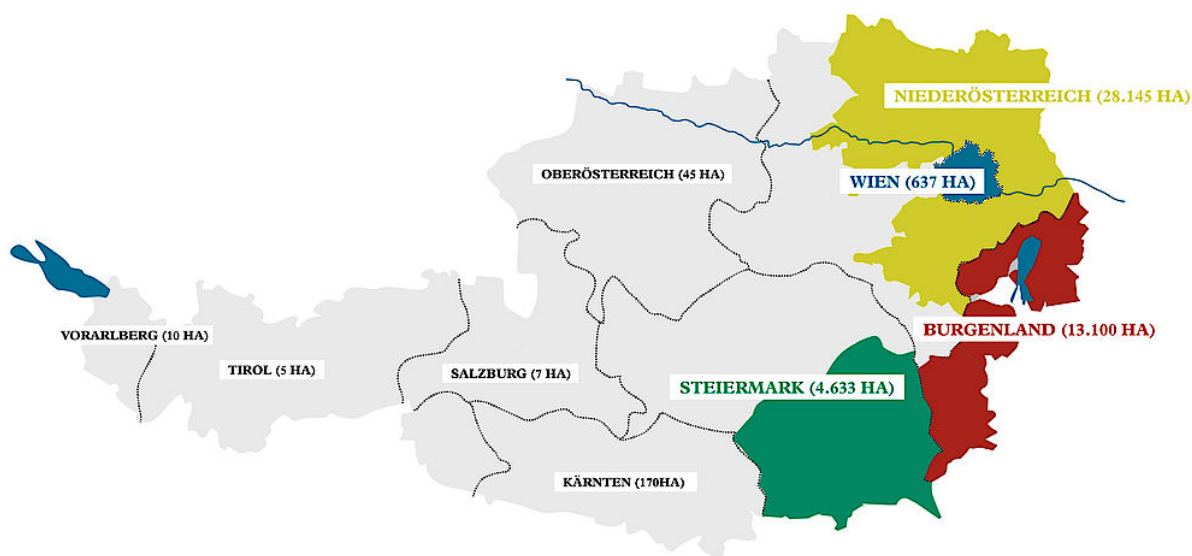 NIEDERÖSTERREICH (28.145 HA)
OBERÖSTERREICH (45 HA)
WIEN (637 HA)
VORARLBERG (10 HA)
BURGENLAND (13.100 HA)
TIROL (5 HA)
SALZBURG (7 HA)
STEIERMARK (4.633 HA)
KÄRNTEN (170HA)